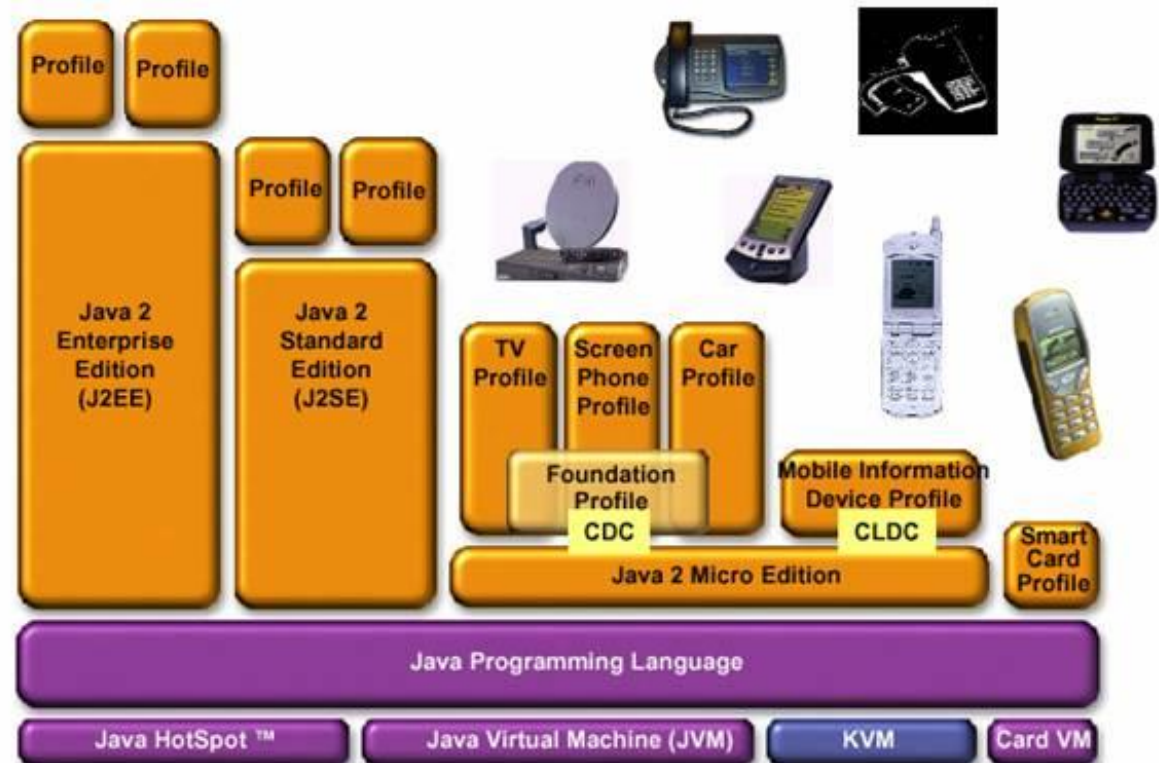 Profile
Profile
Profile
Profile
Java 2
Enterprise
Edition
(J2EE)
Java 2
Standard
Edition
(J2SE)
TV
Profile
Screen
Phone
Profile
Car
Profile
Foundation
Profile
CDC
Mobile Information
Device Profile
CLDC
Java 2 Micro Edition
Smart
Card
Profile
Java Programming Language
Java HotSpot ™
Java Virtual Machine (JVM)
KVM
Card VM